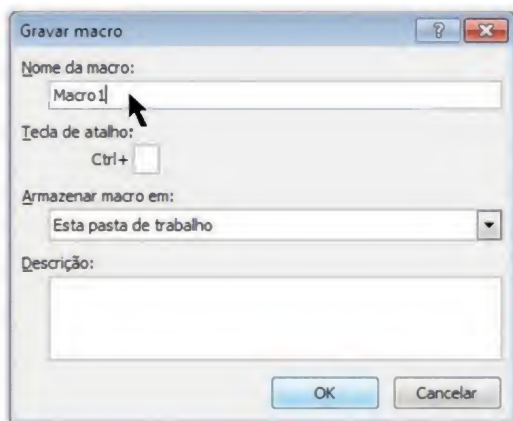 Gravar macro
Nome da macro:
Macro1
Tecla de atalho:
Ctrl+
Armazenar macro em:
Esta pasta de trabalho
Descrição:
OK Cancelar